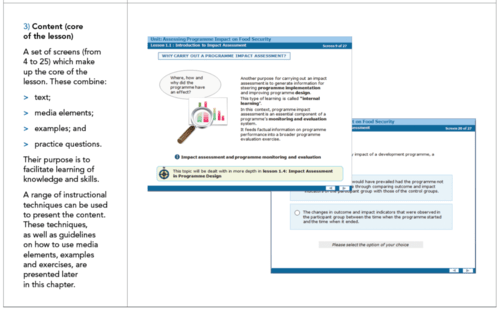 3) Content (core
of the lesson)
A set of screens (from
4 to 25) which make
up the core of the
lesson. These combine:
> text;
> media elements;
> examples; and
> practice questions.
Their purpose is to
facilitate learning of
knowledge and skills.
A range of instructional
techniques can be used
to present the content.
These techniques,
as well as guidelines
on how to use media
elements, examples
and exercises, are
presented later
in this chapter.
Unit: Assessing Programme Impact on Food Security
Lesson 1.1 : Introduction to Impact Assessment
Screen 5 of 27
WHY CARRY OUT A PROGRAMME IMPACT ASSESSMENT?
Where, how and
why did the
programme have
an effect?
Another purpose for carrying out an impact
assessment is to generate information for
steering programme implementation
and improving programme design.
The type of learning is called "internal
learning".
In this context, programme impact
assessment is an essential component of a
programme's monitoring and evaluation
system.
It feeds factual information on programme
performance into a broader programme
evaluation exercise.
Impact assessment and programme monitoring and evaluation
This topic will be dealt with in more depth in lesson 1.4: Impact Assessment
in Programme Design
on Food Security
of 27
impact of a development programme, a
would have prevailed had the programme not
through comparing outcome and impact
indicators in the participant group with those of the control groups.
The changes in outcome and impact indicators that were observed in
the participant group between the time when the programme started
and the time when it ended.
Please select the option of your choice